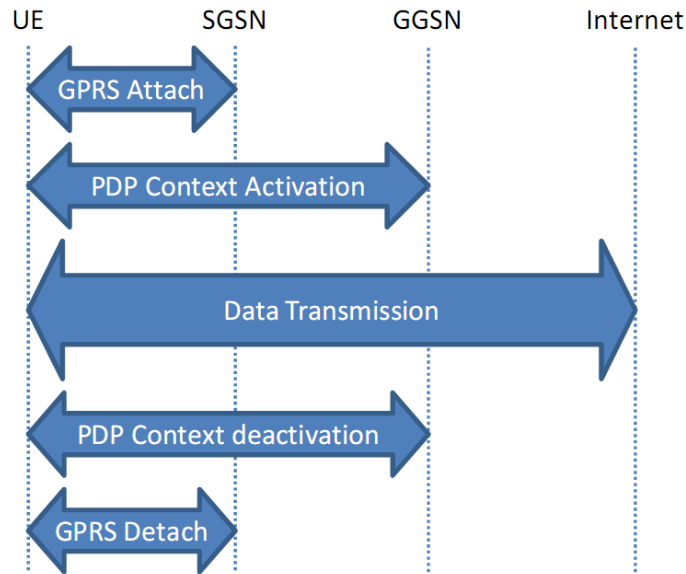 UE SGSN GGSN Internet
GPRS Attach
PDP Context Activation
Data Transmission
PDP Context deactivation
GPRS Detach